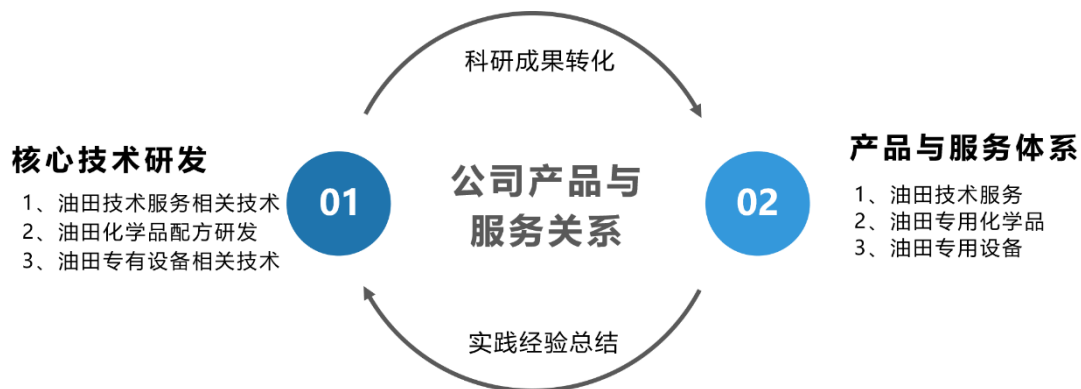 科研成果转化
核心技术研发
1、油田技术服务相关技术
2、油田化学品配方研发
3、油田专有设备相关技术
01
公司产品与
服务关系
02
产品与服务体系
1、油田技术服务
2、油田专用化学品
3、油田专用设备
实践经验总结